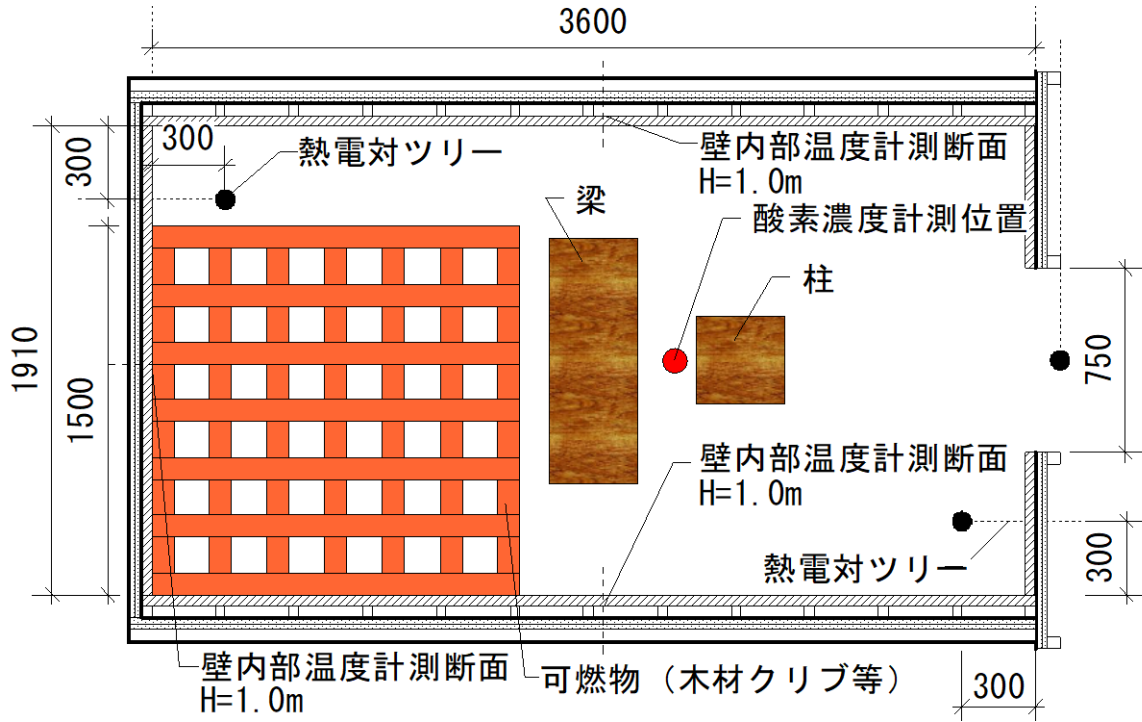 3600
300
300
熱電対ツリー
壁内部温度計測断面
H=1.0m
梁
酸素濃度計測位置
柱
1910
1500
750
壁内部温度計測断面
H=1.0m
熱電対ツリー
300
壁内部温度計測断面
H=1.0m
可燃物（木材クリブ等）
300